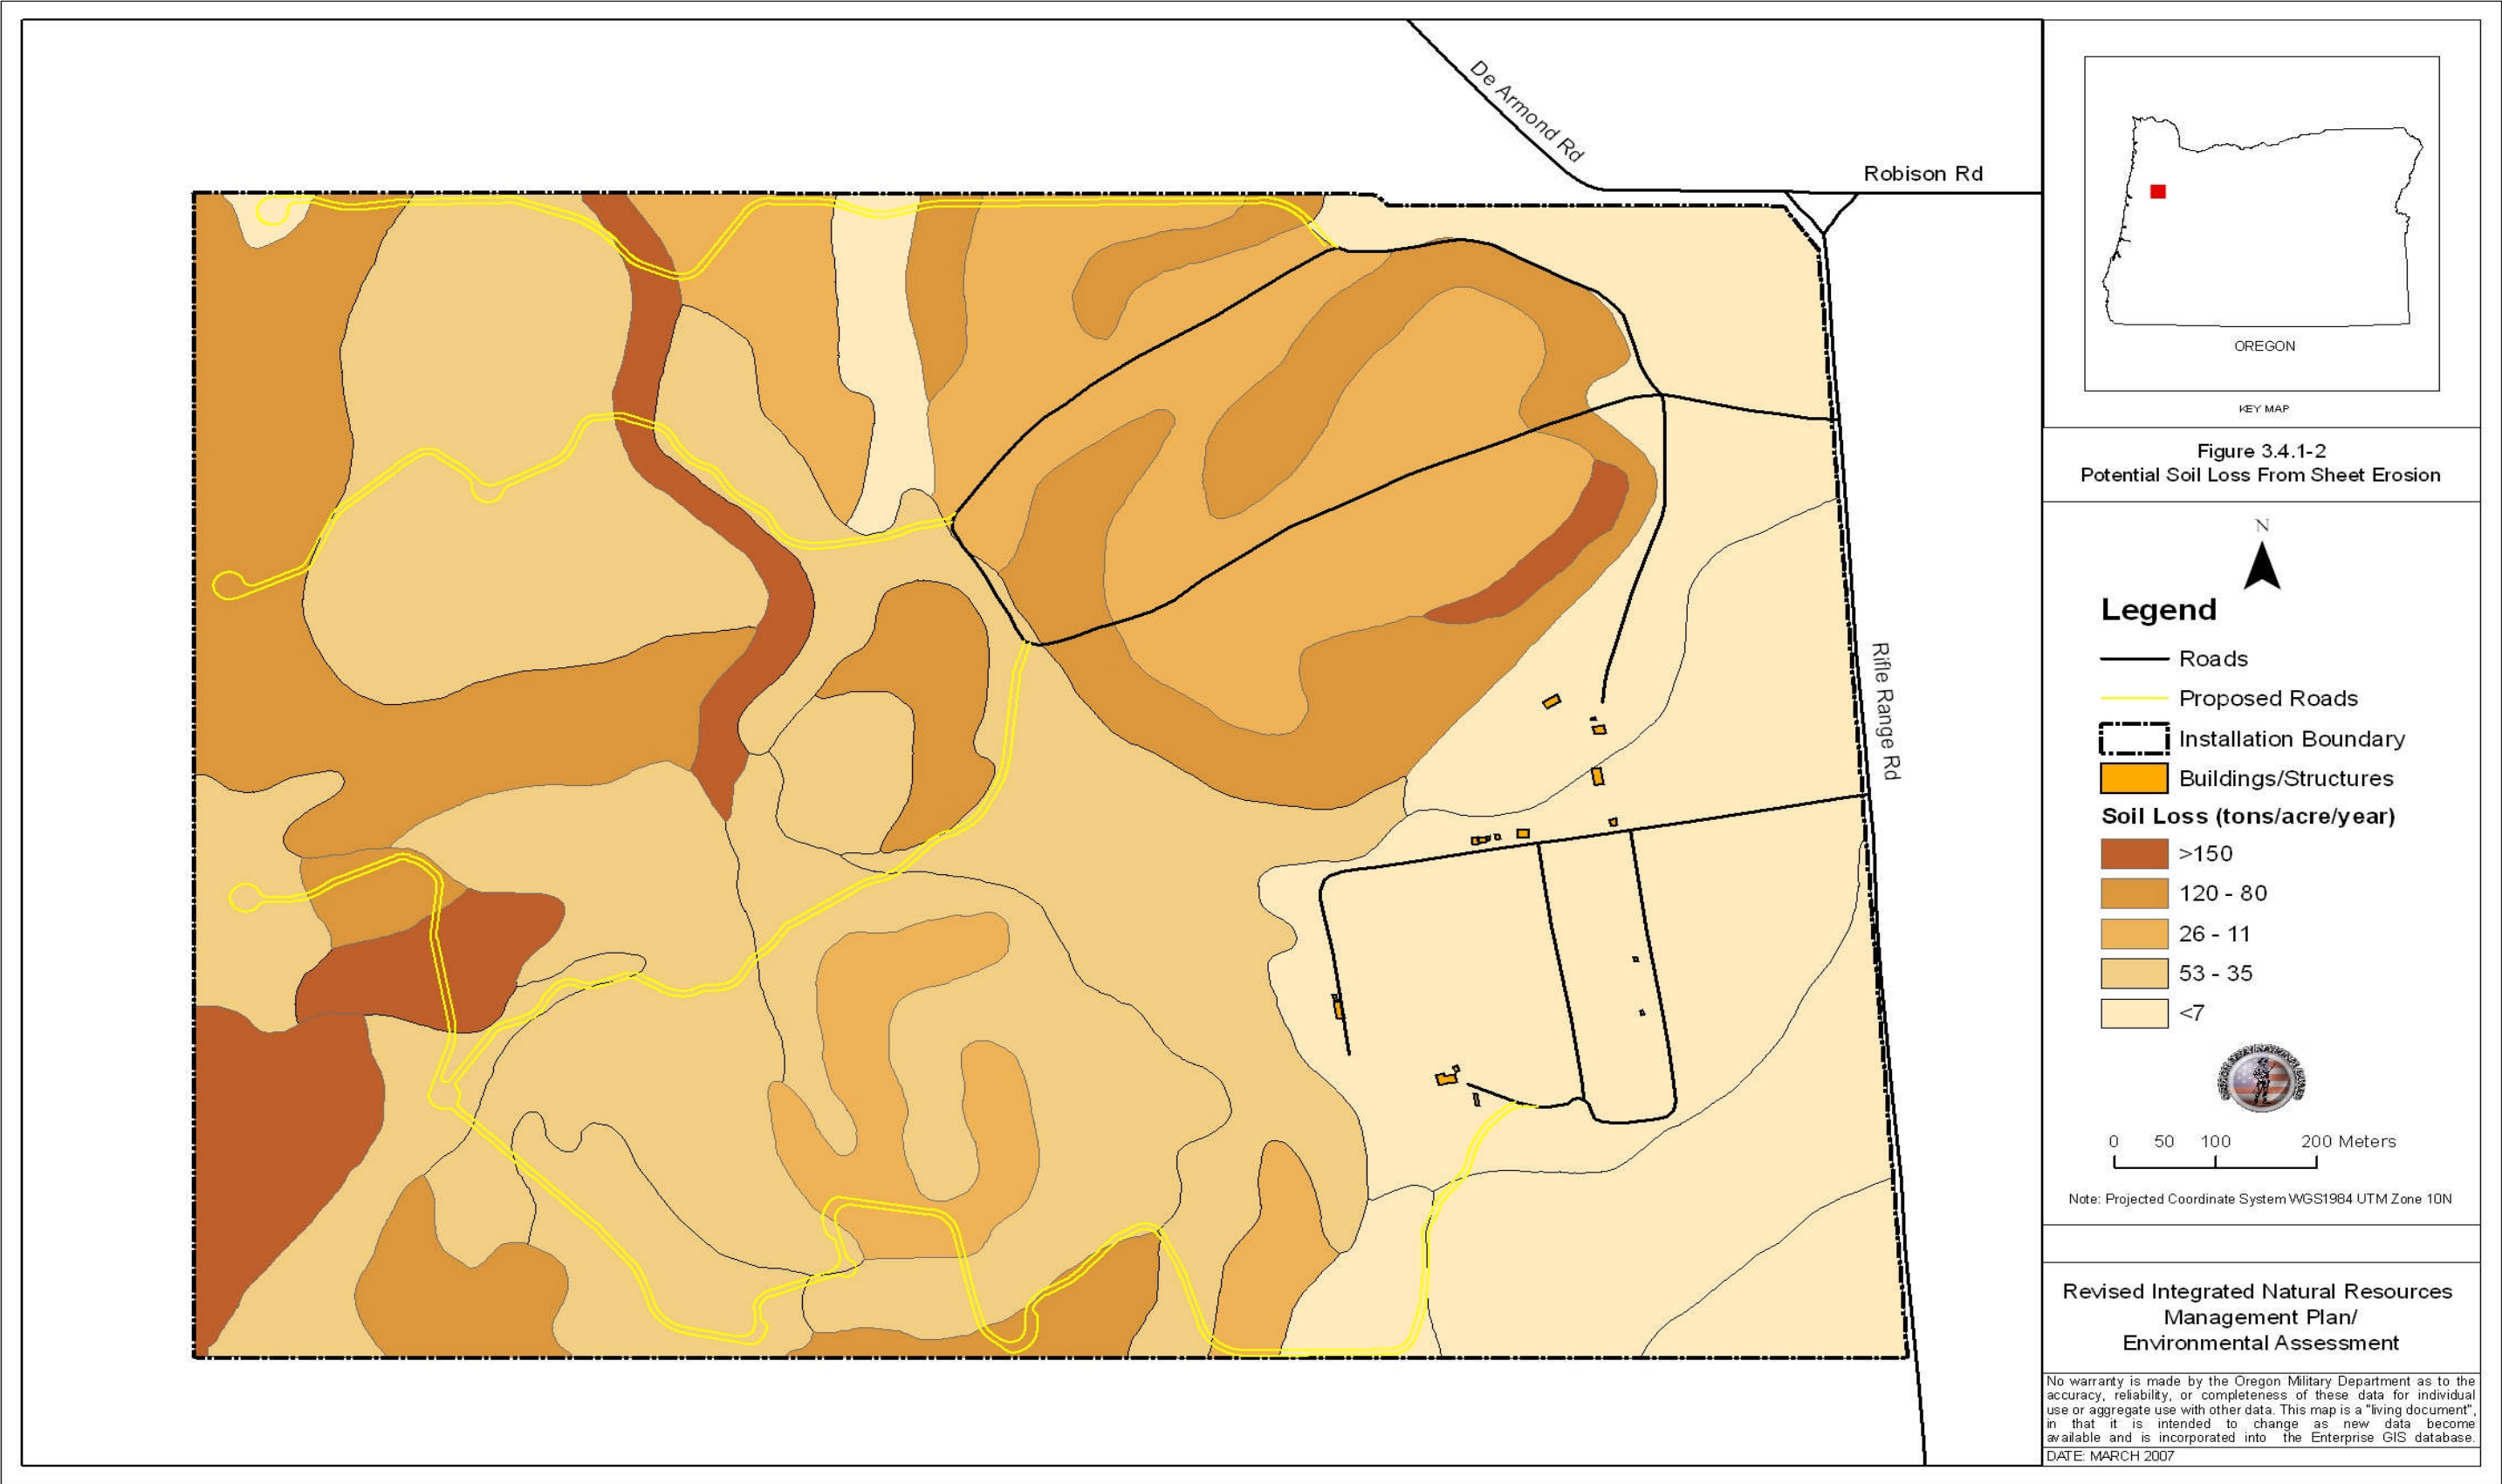 De Armond Rd
Robison Rd
Rifle Range Rd
OREGON
KEY MAP
Figure 3.4.1-2
Potential Soil Loss From Sheet Erosion
N
Legend
Roads
Proposed Roads
Installation Boundary
Buildings/Structures
Soil Loss (tons/acre/year)
>150
120 - 80
26 - 11
53 - 35
<7
0 50 100 200 Meters
Note: Projected Coordinate System WGS1984 UTM Zone 10N
Revised Integrated Natural Resources
Management Plan/
Environmental Assessment
No warranty is made by the Oregon Military Department as to the
accuracy, reliability, or completeness of these data for individual
use or aggregate use with other data. This map is a "living document",
in that it is intended to change as new data become
available and is incorporated into the Enterprise GIS database.
DATE: MARCH 2007